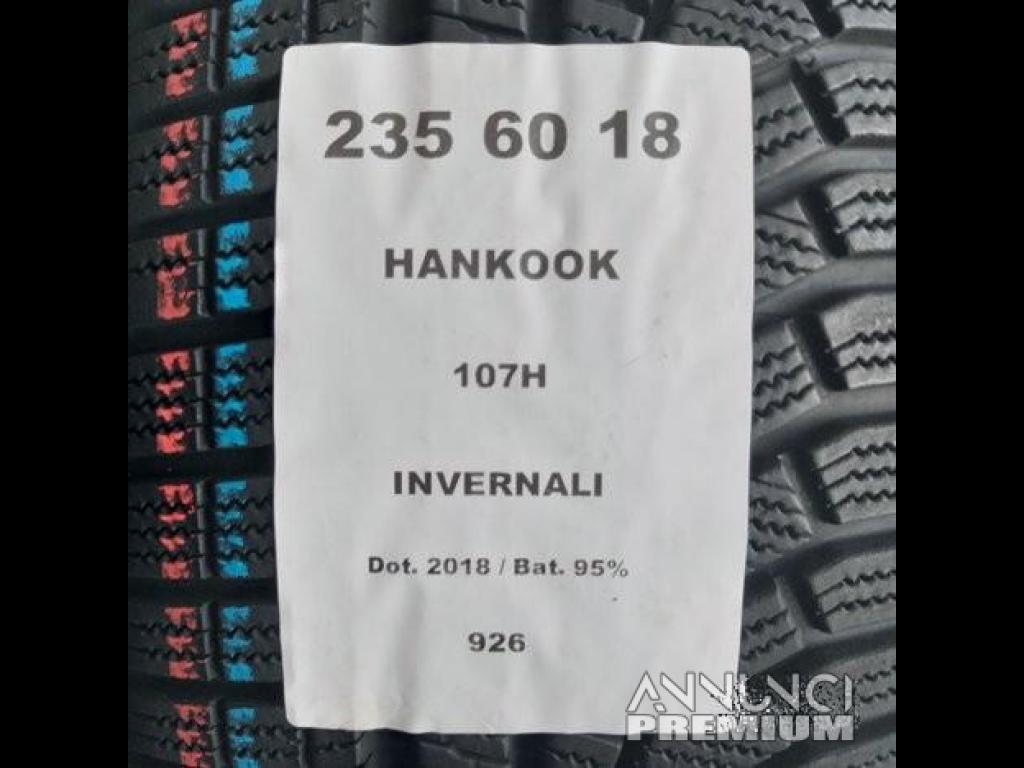 235 60 18
HANKOOK
107H
INVERNALI
Dot. 2018 / Bat. 95%
926
ANNUNCI
PREMIUM